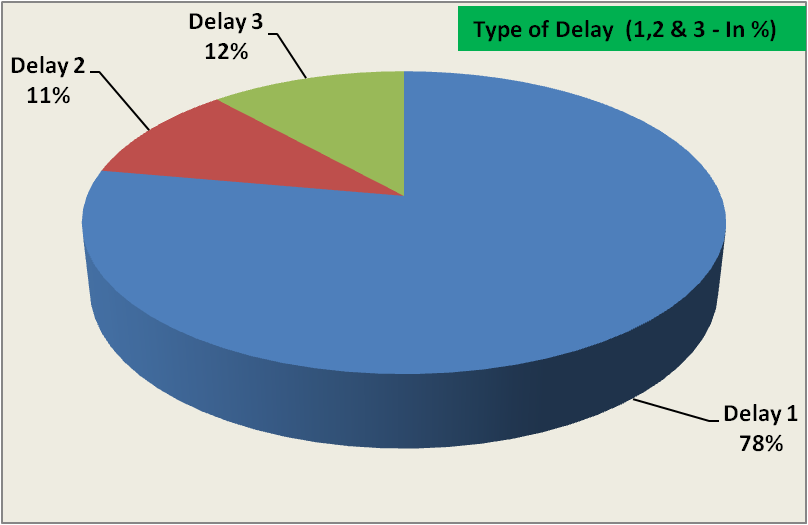 Type of Delay  (1,2 & 3 - In %)
Delay 3
12%
Delay 2
11%
Delay 1
78%